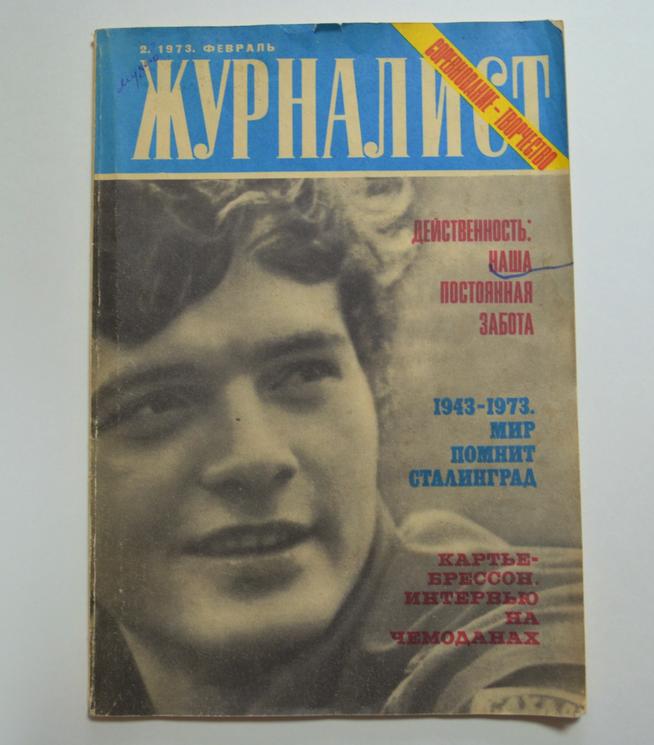 2. 1973. ФЕВРАЛЬ
ЖУРНАЛИСТ
СОРЕВНОВАНИЕ – ТВОРЧЕСТВО
ДЕЙСТВЕННОСТЬ:
НАША
ПОСТОЯННАЯ
ЗАБОТА
1943-1973.
МИР
ПОМНИТ
СТАЛИНГРАД
КАРТЬЕ-
БРЕССОН.
ИНТЕРВЬЮ
НА
ЧЕМОДАНАХ